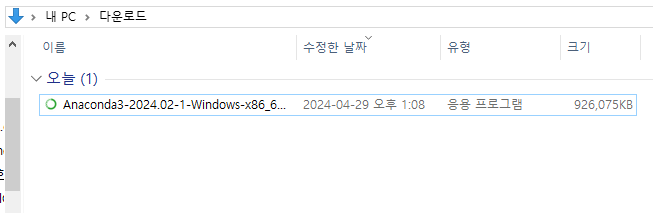 내 PC > 다운로드
이름 수정한 날짜 유형 크기
오늘 (1)
Anaconda3-2024.02-1-Windows-x86_6... 2024-04-29 오후 1:08 응용 프로그램 926,075KB